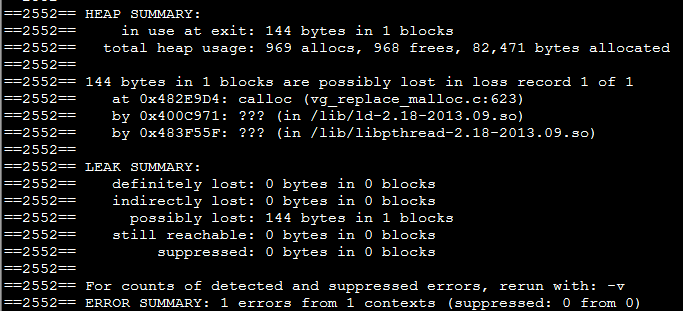 ==2552== HEAP SUMMARY:
==2552==     in use at exit: 144 bytes in 1 blocks
==2552==   total heap usage: 969 allocs, 968 frees, 82,471 bytes allocated
==2552==
==2552== 144 bytes in 1 blocks are possibly lost in loss record 1 of 1
==2552==    at 0x482E9D4: calloc (vg_replace_malloc.c:623)
==2552==    by 0x400C971: ??? (in /lib/ld-2.18-2013.09.so)
==2552==    by 0x483F55F: ??? (in /lib/libpthread-2.18-2013.09.so)
==2552==
==2552== LEAK SUMMARY:
==2552==    definitely lost: 0 bytes in 0 blocks
==2552==    indirectly lost: 0 bytes in 0 blocks
==2552==      possibly lost: 144 bytes in 1 blocks
==2552==    still reachable: 0 bytes in 0 blocks
==2552==         suppressed: 0 bytes in 0 blocks
==2552==
==2552== For counts of detected and suppressed errors, rerun with: -v
==2552== ERROR SUMMARY: 1 errors from 1 contexts (suppressed: 0 from 0)